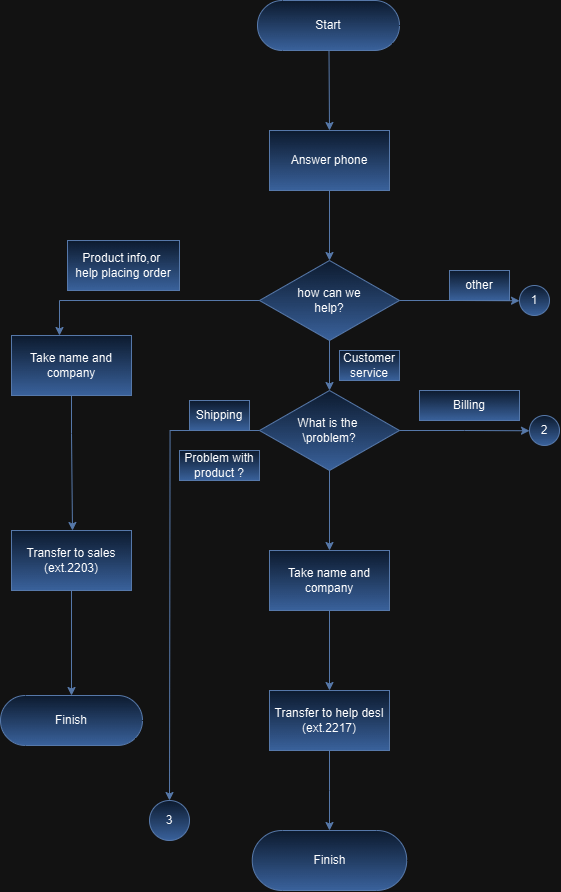 Start
Answer phone
Product info,or
help placing order
how can we
help?
other
1
Take name and
company
Customer
service
Shipping
What is the
\problem?
Billing
2
Problem with
product ?
Transfer to sales
(ext.2203)
Take name and
company
Finish
Transfer to help desl
(ext.2217)
3
Finish